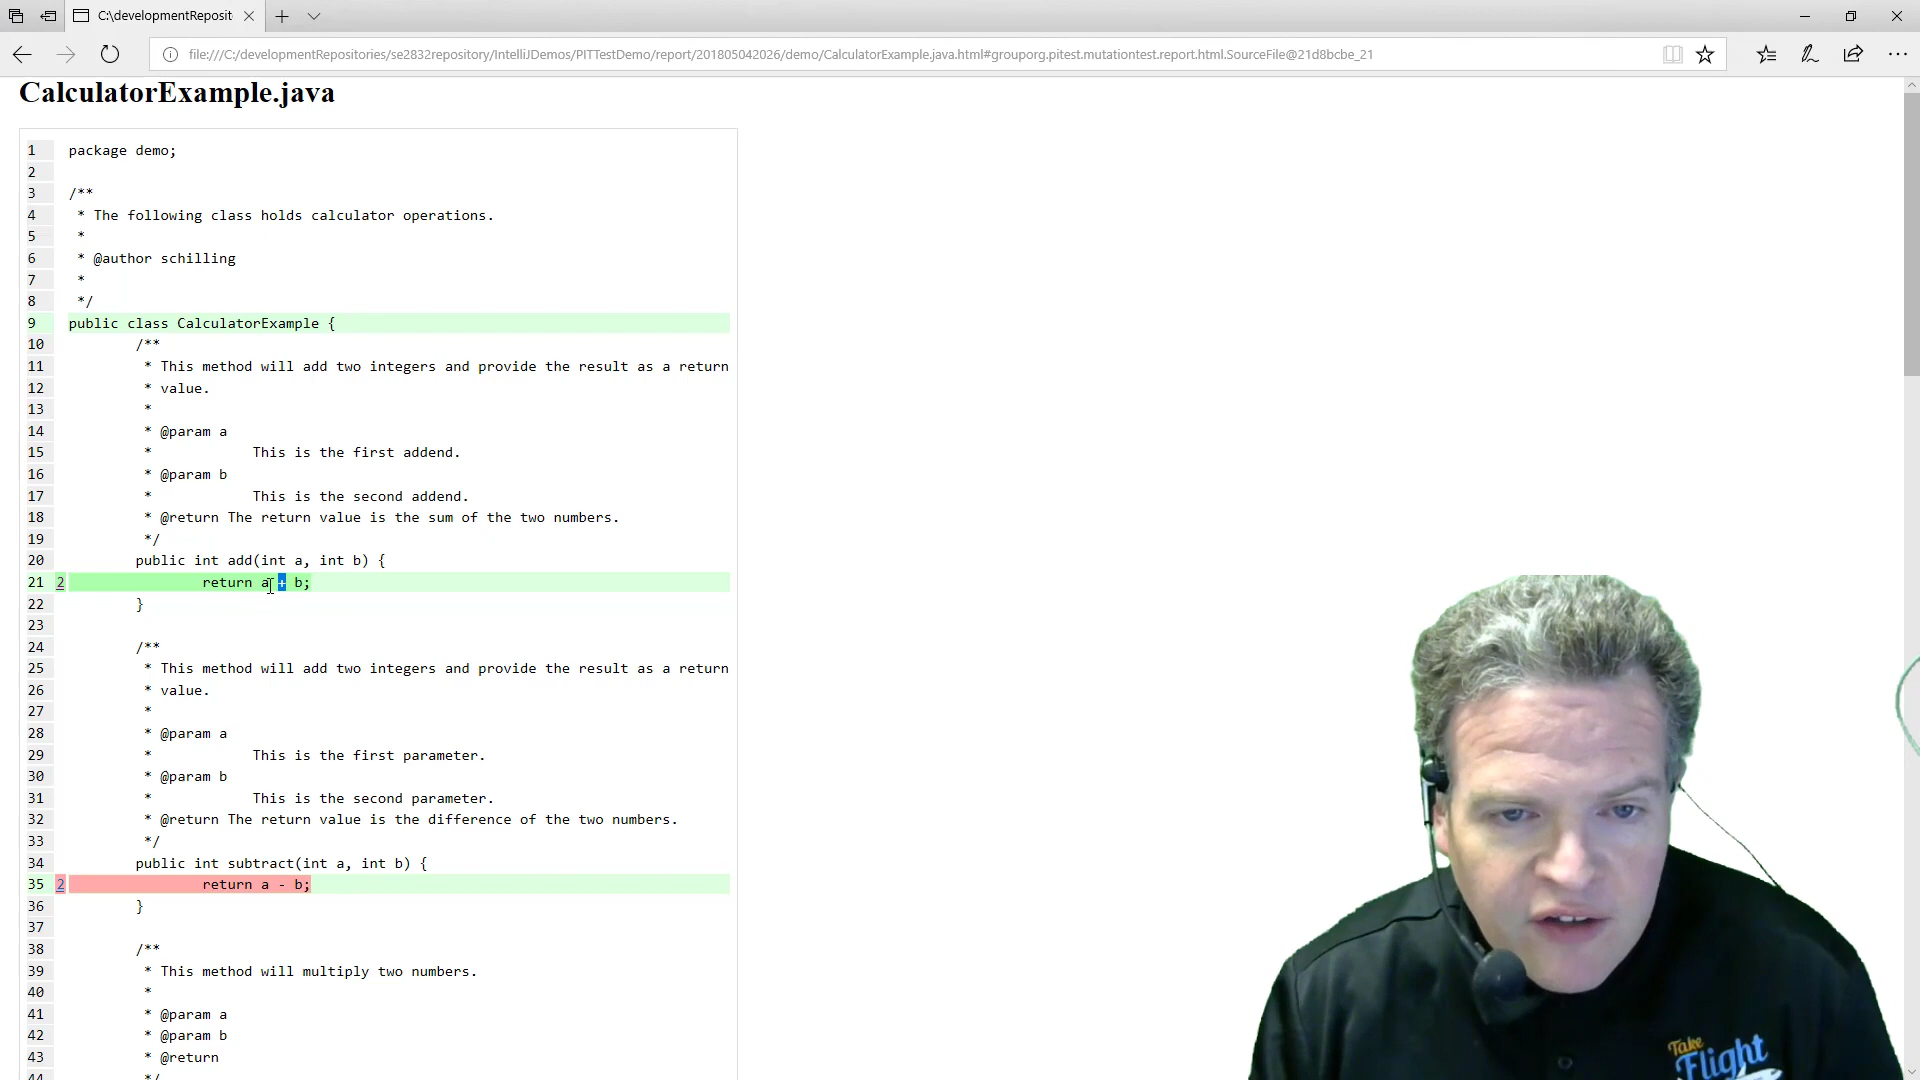 C:\developmentReposit
file:///C:/developmentRepositories/se2832repository/IntelliJDemos/PITTestDemo/report/201805042026/demo/CalculatorExample.java.html#grouporg.pitest.mutationtest.report.html.SourceFile@21d8bcbe_21
CalculatorExample.java
1 package demo;
2
3 /**
4 * The following class holds calculator operations.
5 *
6 * @author schilling
7 *
8 */
9 public class CalculatorExample {
10 /**
11 * This method will add two integers and provide the result as a return
12 * value.
13 *
14 * @param a
15 * This is the first addend.
16 * @param b
17 * This is the second addend.
18 * @return The return value is the sum of the two numbers.
19 */
20 public int add(int a, int b) {
21 2 return a + b;
22 }
23
24 /**
25 * This method will add two integers and provide the result as a return
26 * value.
27 *
28 * @param a
29 * This is the first parameter.
30 * @param b
31 * This is the second parameter.
32 * @return The return value is the difference of the two numbers.
33 */
34 public int subtract(int a, int b) {
35 2 return a - b;
36 }
37
38 /**
39 * This method will multiply two numbers.
40 *
41 * @param a
42 * @param b
43 * @return
44 */
Take
Flight